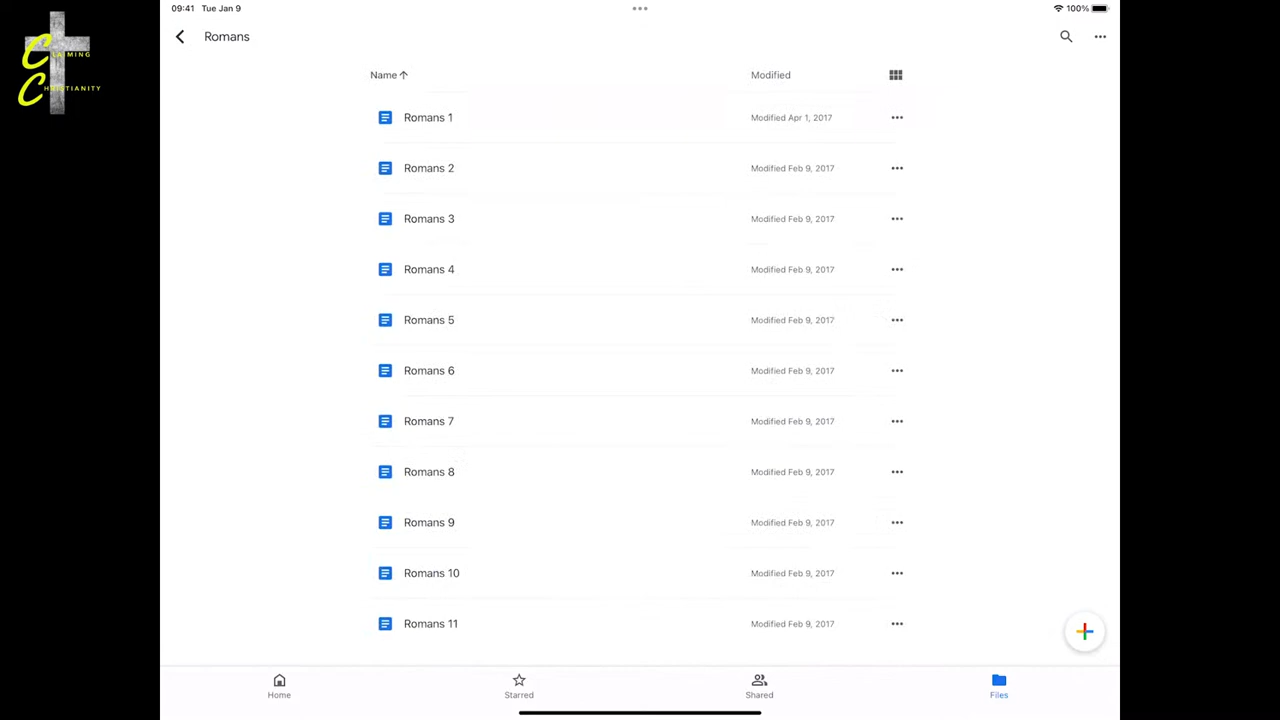 09:41 Tue Jan 9 100%
CLAIMING
CHRISTIANITY
Romans
Name Modified
Romans 1 Modified Apr 1, 2017
Romans 2 Modified Feb 9, 2017
Romans 3 Modified Feb 9, 2017
Romans 4 Modified Feb 9, 2017
Romans 5 Modified Feb 9, 2017
Romans 6 Modified Feb 9, 2017
Romans 7 Modified Feb 9, 2017
Romans 8 Modified Feb 9, 2017
Romans 9 Modified Feb 9, 2017
Romans 10 Modified Feb 9, 2017
Romans 11 Modified Feb 9, 2017
Home Starred Shared Files